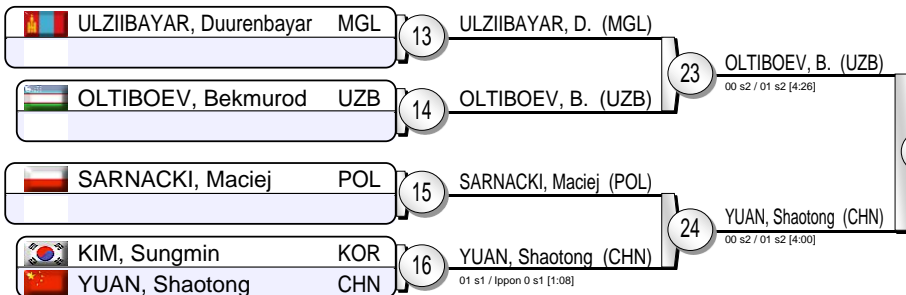 ULZIIBAYAR, Duurenbayar MGL
13
ULZIIBAYAR, D. (MGL)
23
OLTIBOEV, B. (UZB)
00 s2 / 01 s2 [4:26]
OLTIBOEV, Bekmurod UZB
14
OLTIBOEV, B. (UZB)
SARNACKI, Maciej POL
15
SARNACKI, Maciej (POL)
24
YUAN, Shaotong (CHN)
00 s2 / 01 s2 [4:00]
KIM, Sungmin KOR
16
YUAN, Shaotong (CHN)
01 s1 / Ippon 0 s1 [1:08]
YUAN, Shaotong CHN